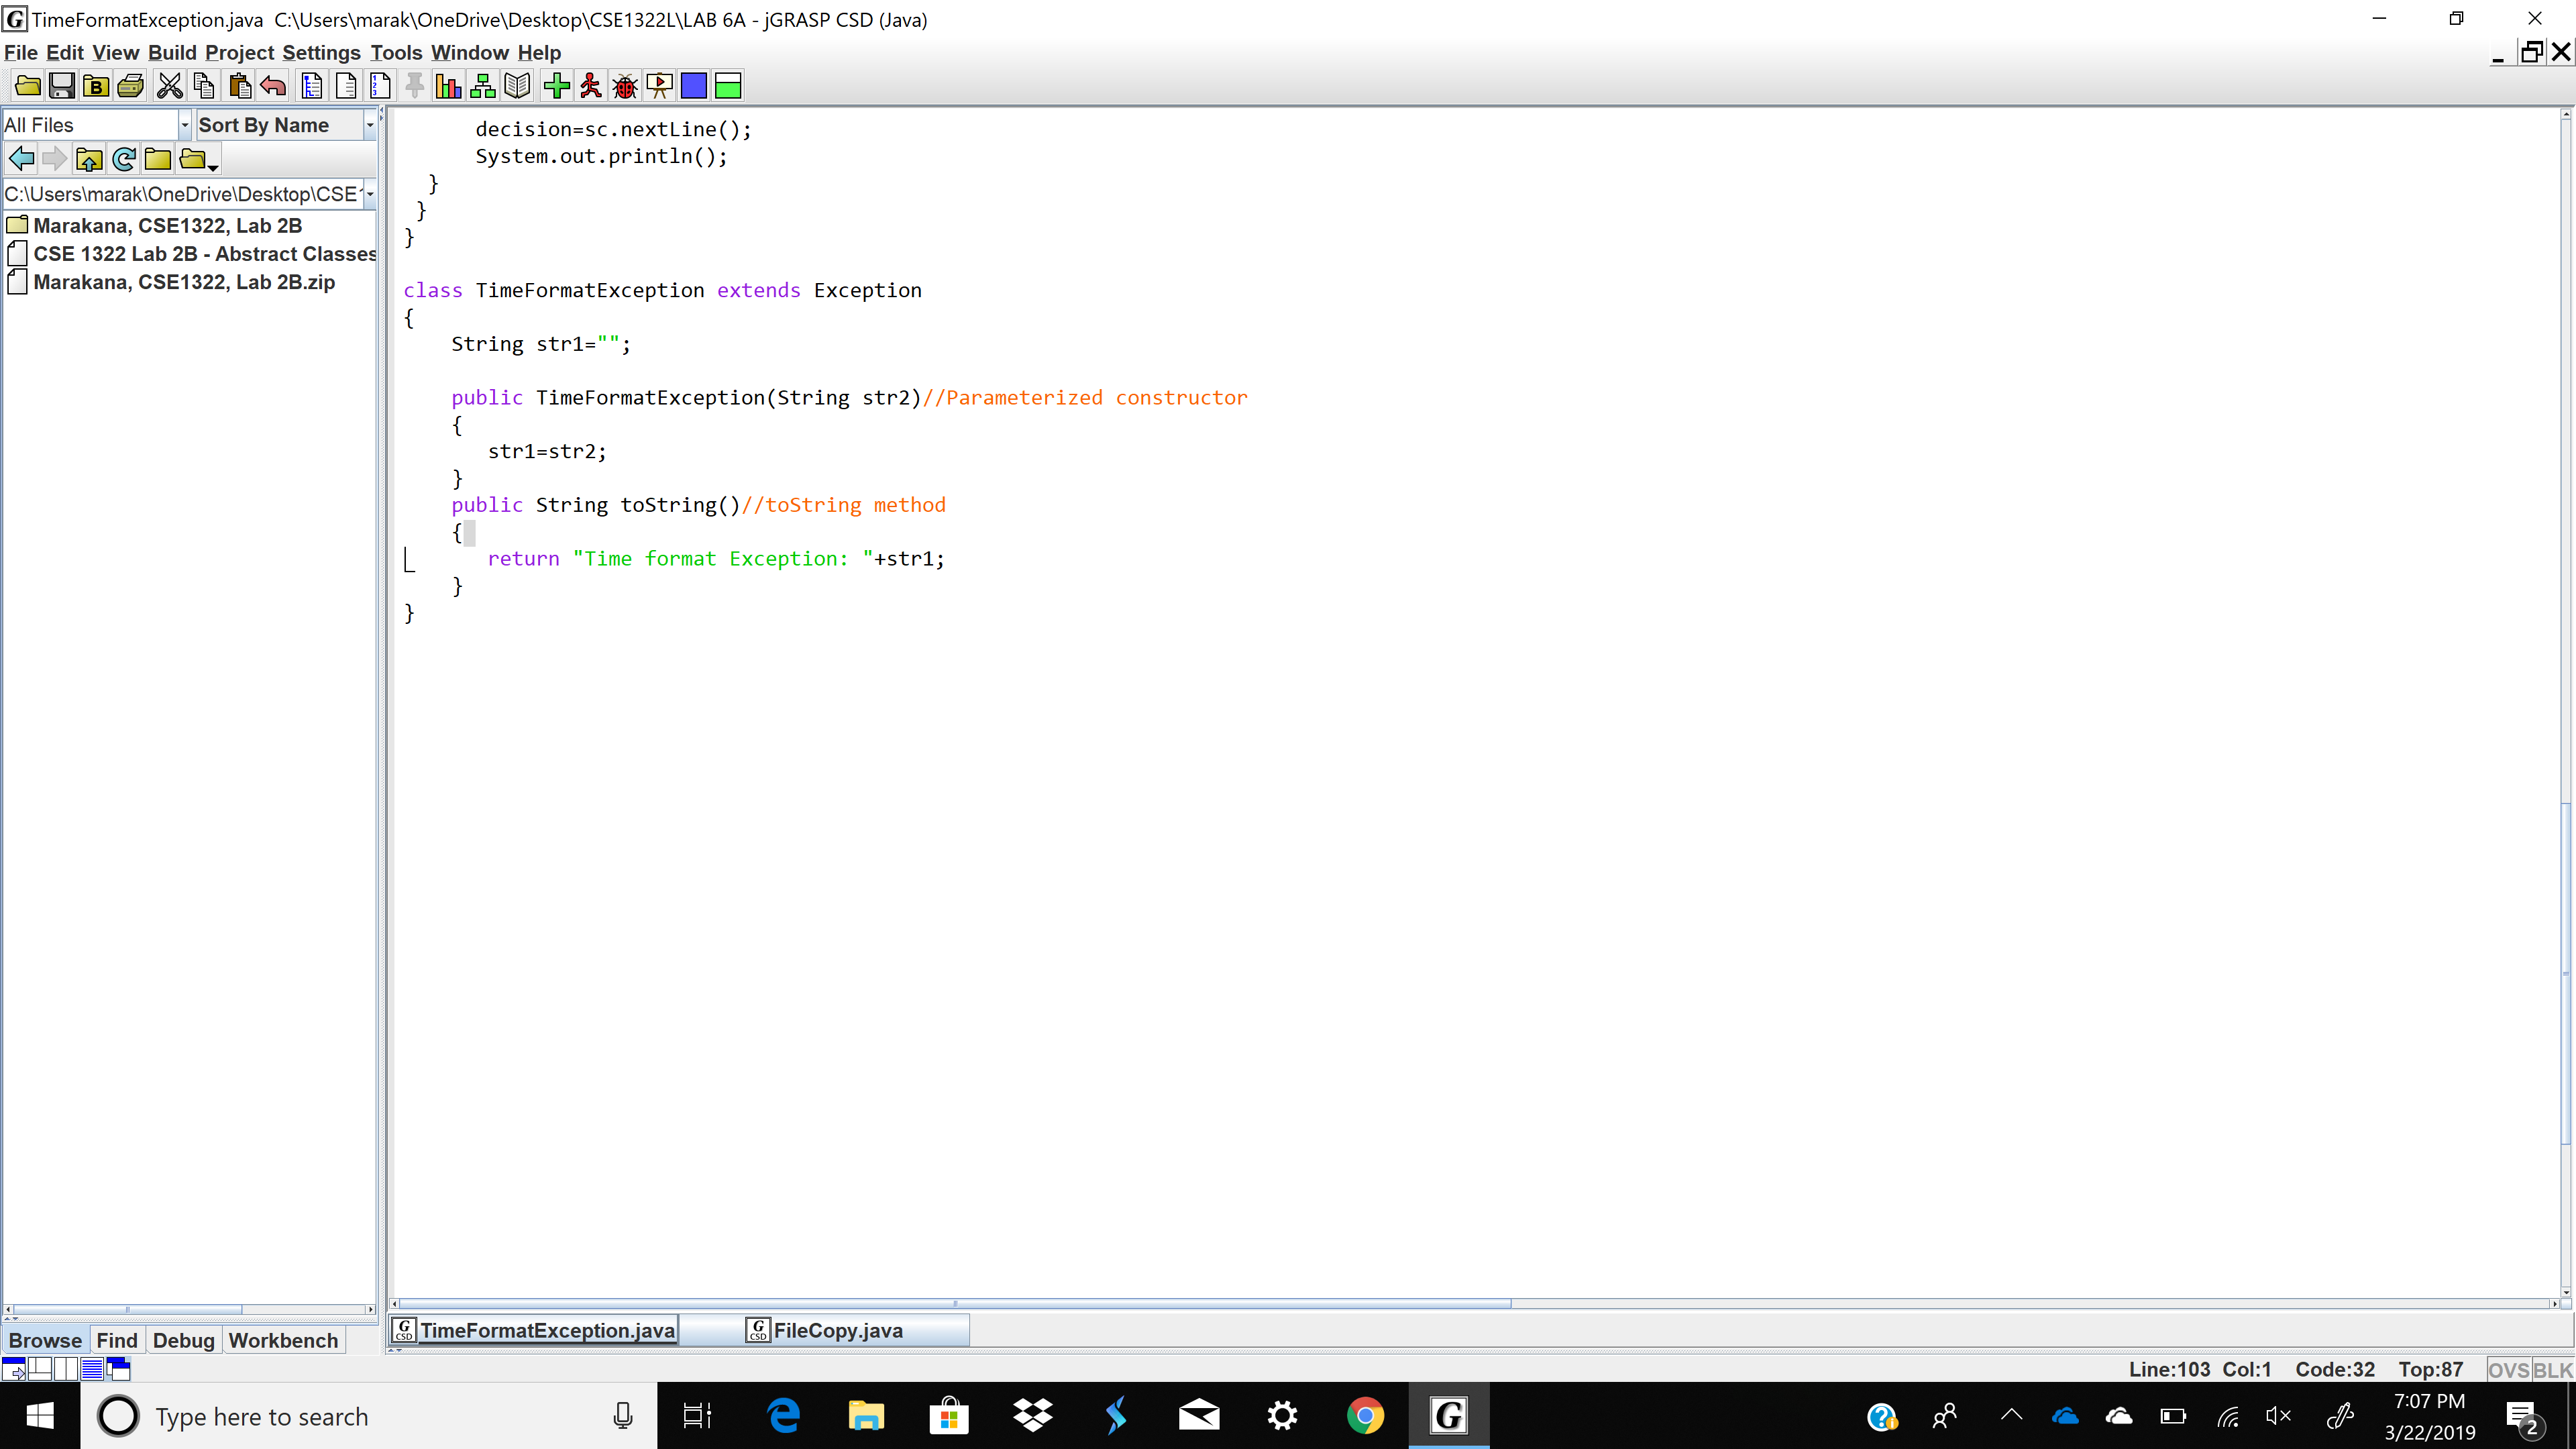 TimeFormatException.java C:\Users\marak\OneDrive\Desktop\CSE1322L\LAB 6A - jGRASP CSD (Java)
File Edit View Build Project Settings Tools Window Help
All Files
Sort By Name
C:\Users\marak\OneDrive\Desktop\CSE1
Marakana, CSE1322, Lab 2B
CSE 1322 Lab 2B - Abstract Classes
Marakana, CSE1322, Lab 2B.zip
decision=sc.nextLine();
System.out.println();
}
}
}
class TimeFormatException extends Exception
{
String str1="";
public TimeFormatException(String str2)//Parameterized constructor
{
str1=str2;
}
public String toString()//toString method
{
return "Time format Exception: "+str1;
}
}
TimeFormatException.java
FileCopy.java
Browse Find Debug Workbench
Line:103 Col:1 Code:32 Top:87 OVS BLK
Type here to search
7:07 PM
3/22/2019
2